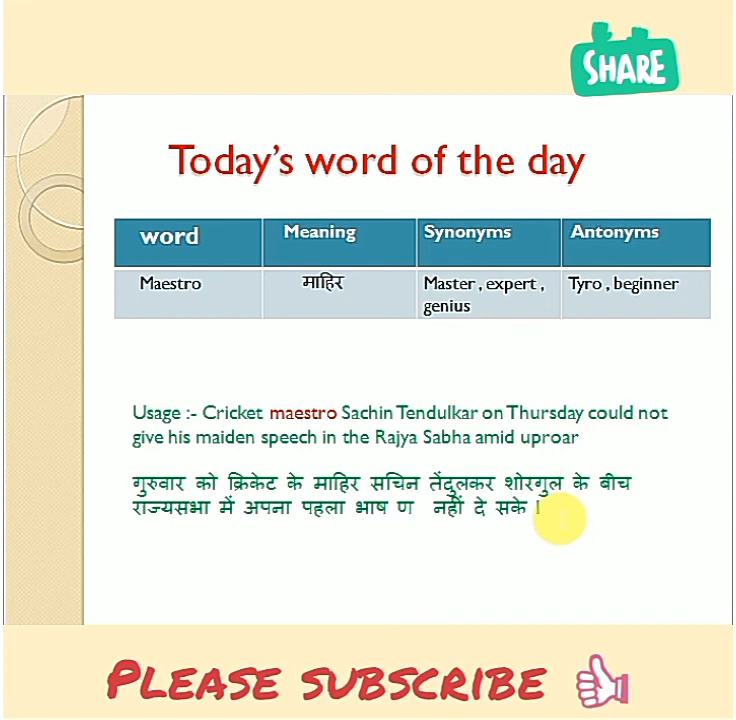 SHARE
Today's word of the day
word Meaning Synonyms Antonyms
Maestro माहिर Master , expert , Tyro , beginner
genius
Usage :- Cricket maestro Sachin Tendulkar on Thursday could not
give his maiden speech in the Rajya Sabha amid uproar
गुरुवार को क्रिकेट के माहिर सचिन तेंदुलकर शोरगुल के बीच
राज्यसभा में अपना पहला भाष ण नहीं दे सके I
PLEASE SUBSCRIBE